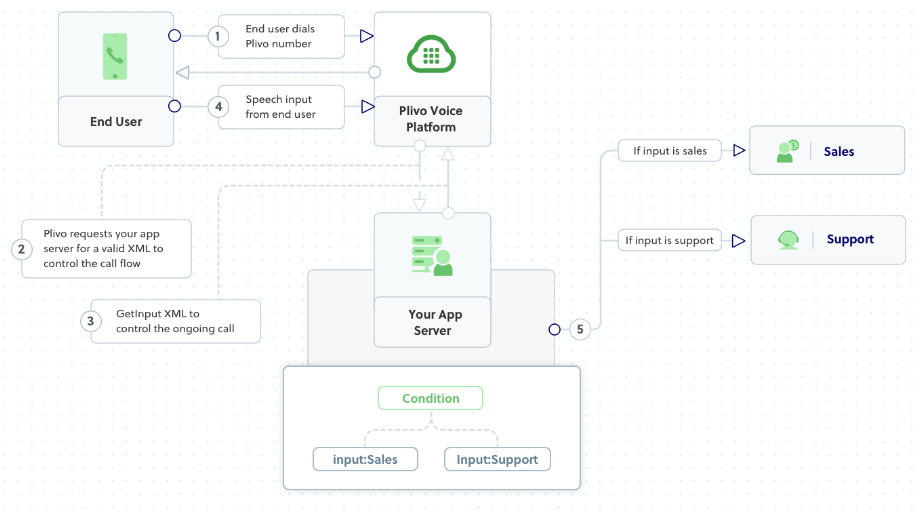 1
End user dials
Plivo number
4
Speech input
from end user
End User
Plivo Voice
Platform
If input is sales
Sales
If input is support
Support
2
Plivo requests your app
server for a valid XML to
control the call flow
3
GetInput XML to
control the ongoing call
Your App
Server
5
Condition
input:Sales
Input:Support